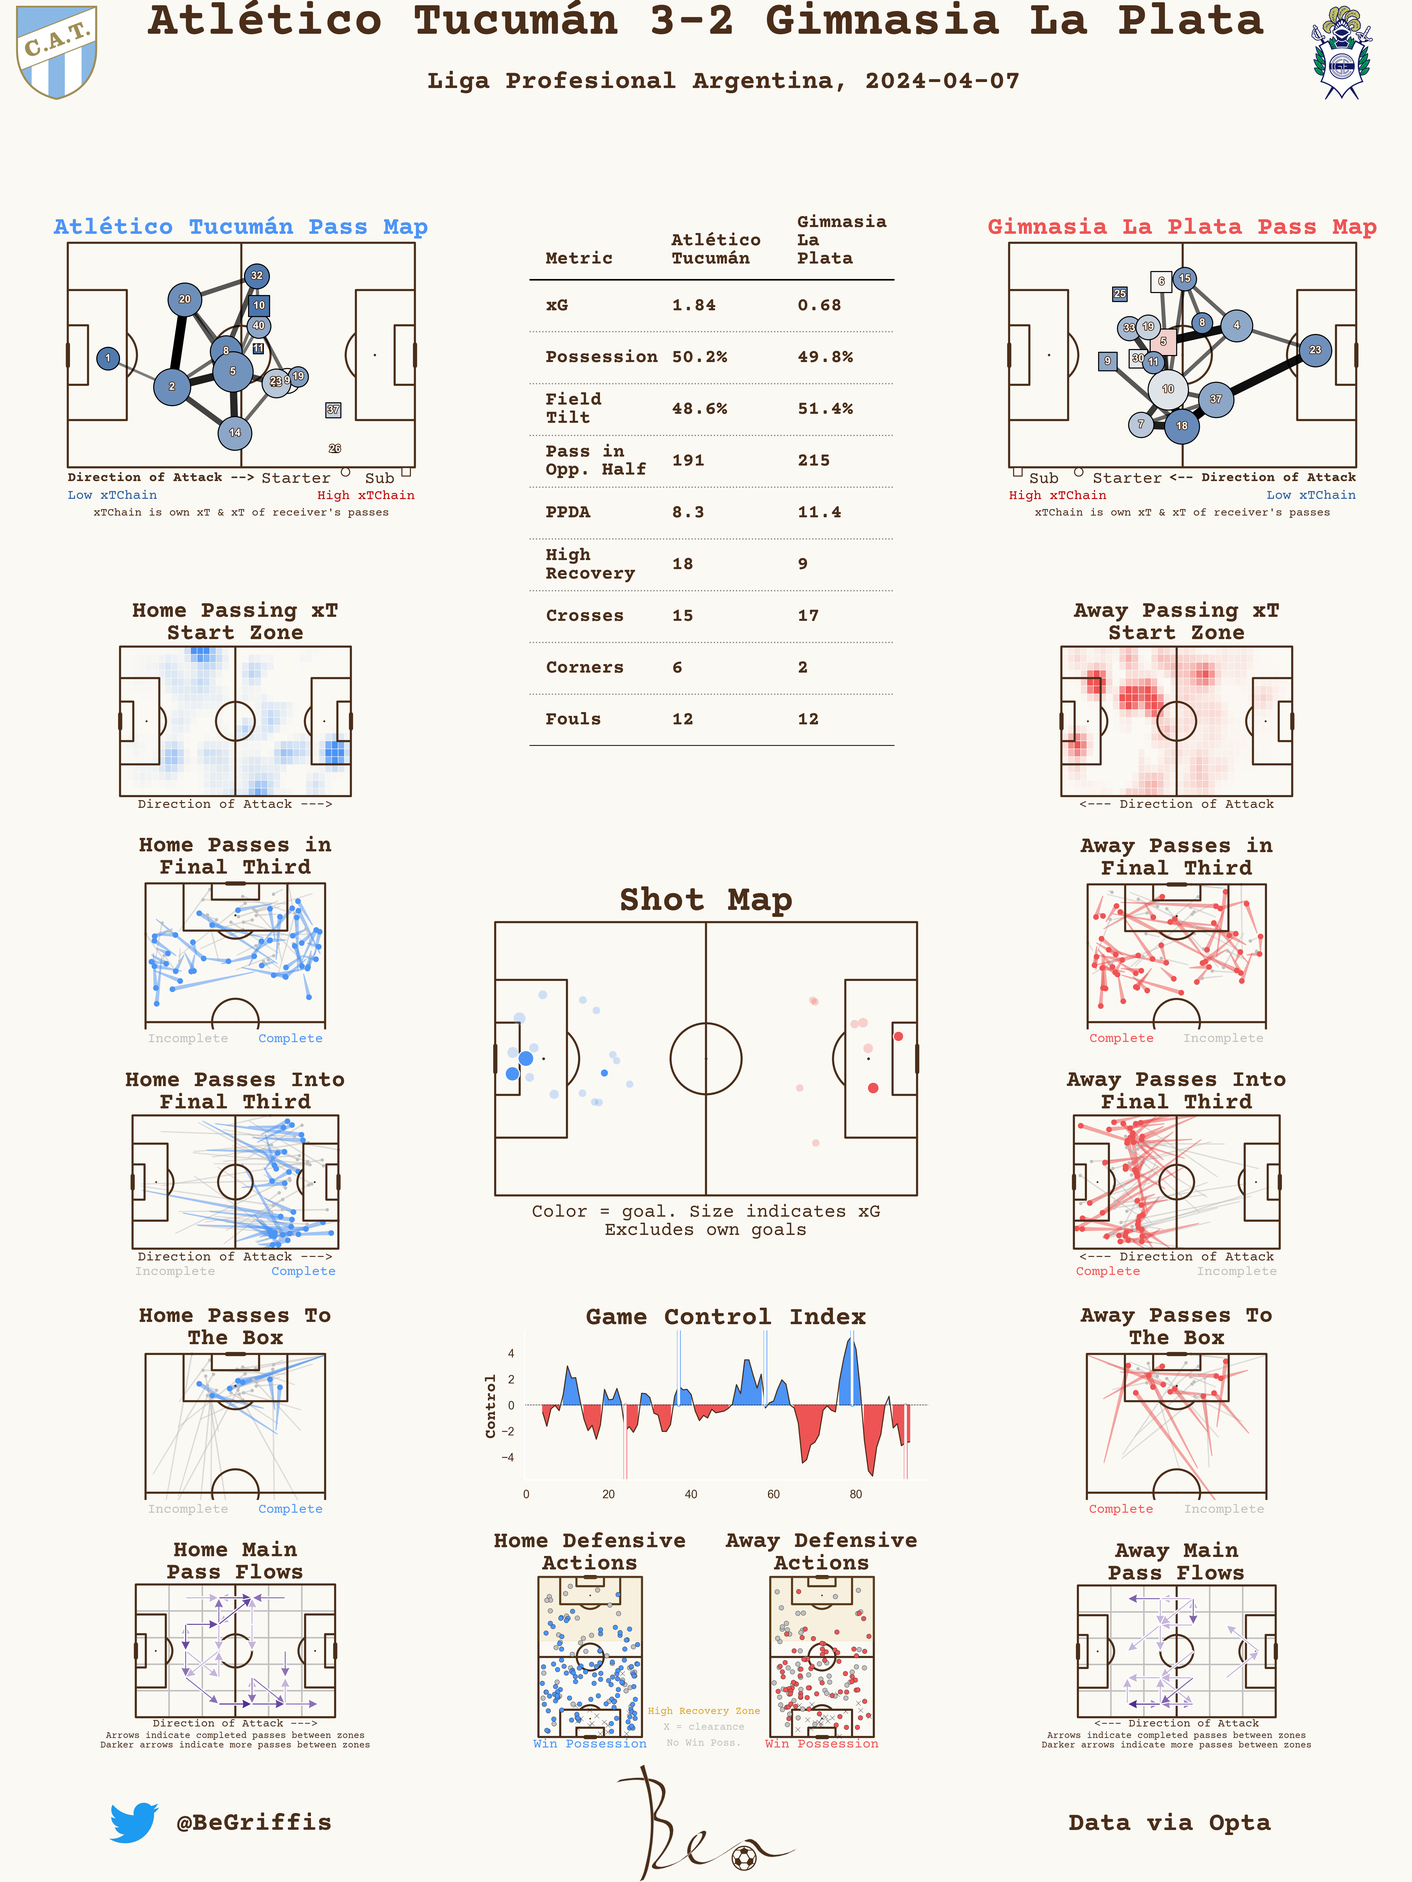 Atlético Tucumán 3-2 Gimnasia La Plata
C.A.T.
Liga Profesional Argentina, 2024-04-07
Atlético Tucumán Pass Map
32
20
10
40
8
11
1
5
2
23
9
19
37
14
26
Direction of Attack --> Starter Sub
Low xTChain High xTChain
xTChain is own xT & xT of receiver's passes
Metric Atlético Tucumán Gimnasia La Plata
xG 1.84 0.68
Possession 50.2% 49.8%
Field Tilt 48.6% 51.4%
Pass in Opp. Half 191 215
PPDA 8.3 11.4
High Recovery 18 9
Crosses 15 17
Corners 6 2
Fouls 12 12
Gimnasia La Plata Pass Map
6
15
25
33
19
8
4
5
23
9
30
11
10
37
7
18
Sub Starter <-- Direction of Attack
High xTChain Low xTChain
xTChain is own xT & xT of receiver's passes
Home Passing xT
Start Zone
Direction of Attack --->
Away Passing xT
Start Zone
<--- Direction of Attack
Home Passes in
Final Third
Incomplete Complete
Away Passes in
Final Third
Complete Incomplete
Shot Map
Color = goal. Size indicates xG
Excludes own goals
Home Passes Into
Final Third
Direction of Attack --->
Incomplete Complete
Away Passes Into
Final Third
<--- Direction of Attack
Complete Incomplete
Home Passes To
The Box
Incomplete Complete
Game Control Index
Control
4
2
0
−2
−4
0 20 40 60 80
Away Passes To
The Box
Complete Incomplete
Home Main
Pass Flows
Direction of Attack --->
Arrows indicate completed passes between zones
Darker arrows indicate more passes between zones
Home Defensive
Actions
Win Possession
High Recovery Zone
X = clearance
No Win Poss.
Away Defensive
Actions
Win Possession
Away Main
Pass Flows
<--- Direction of Attack
Arrows indicate completed passes between zones
Darker arrows indicate more passes between zones
@BeGriffis
Ben
Data via Opta